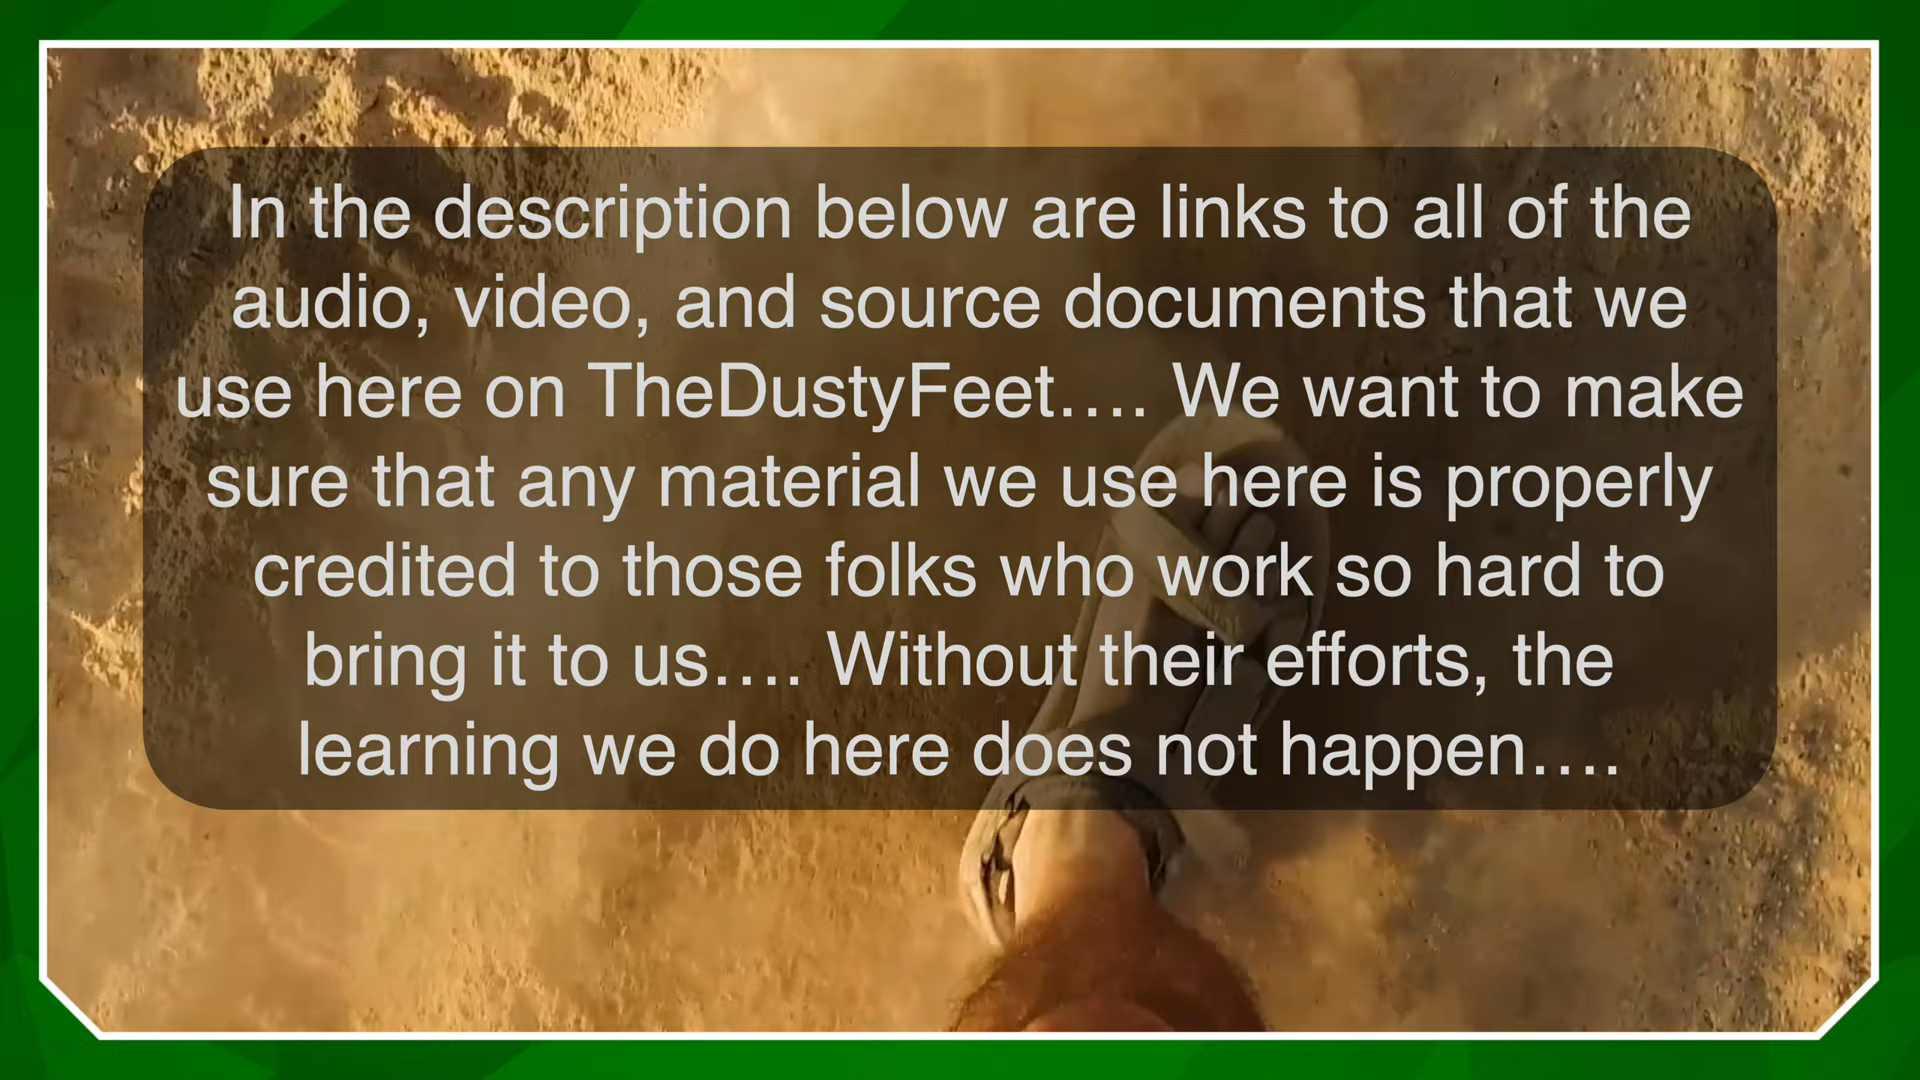 In the description below are links to all of the
audio, video, and source documents that we
use here on TheDustyFeet.... We want to make
sure that any material we use here is properly
credited to those folks who work so hard to
bring it to us.... Without their efforts, the
learning we do here does not happen....